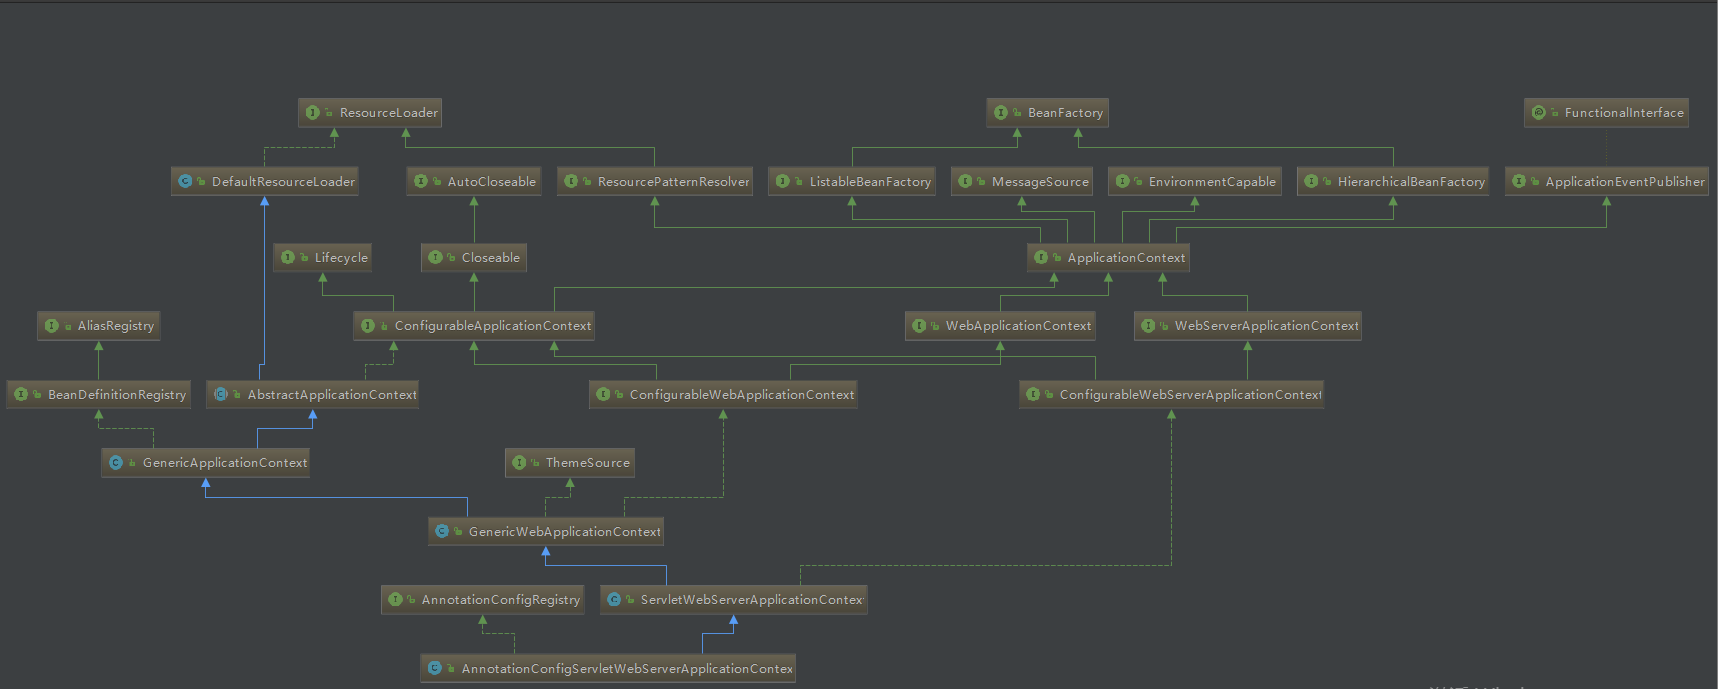 ResourceLoader
BeanFactory
FunctionalInterface
DefaultResourceLoader
AutoCloseable
ResourcePatternResolver
ListableBeanFactory
MessageSource
EnvironmentCapable
HierarchicalBeanFactory
ApplicationEventPublisher
Lifecycle
Closeable
ApplicationContext
AliasRegistry
ConfigurableApplicationContext
WebApplicationContext
WebServerApplicationContext
BeanDefinitionRegistry
AbstractApplicationContext
ConfigurableWebApplicationContext
ConfigurableWebServerApplicationContext
GenericApplicationContext
ThemeSource
GenericWebApplicationContext
AnnotationConfigRegistry
ServletWebServerApplicationContex
AnnotationConfigServletWebServerApplicationContex